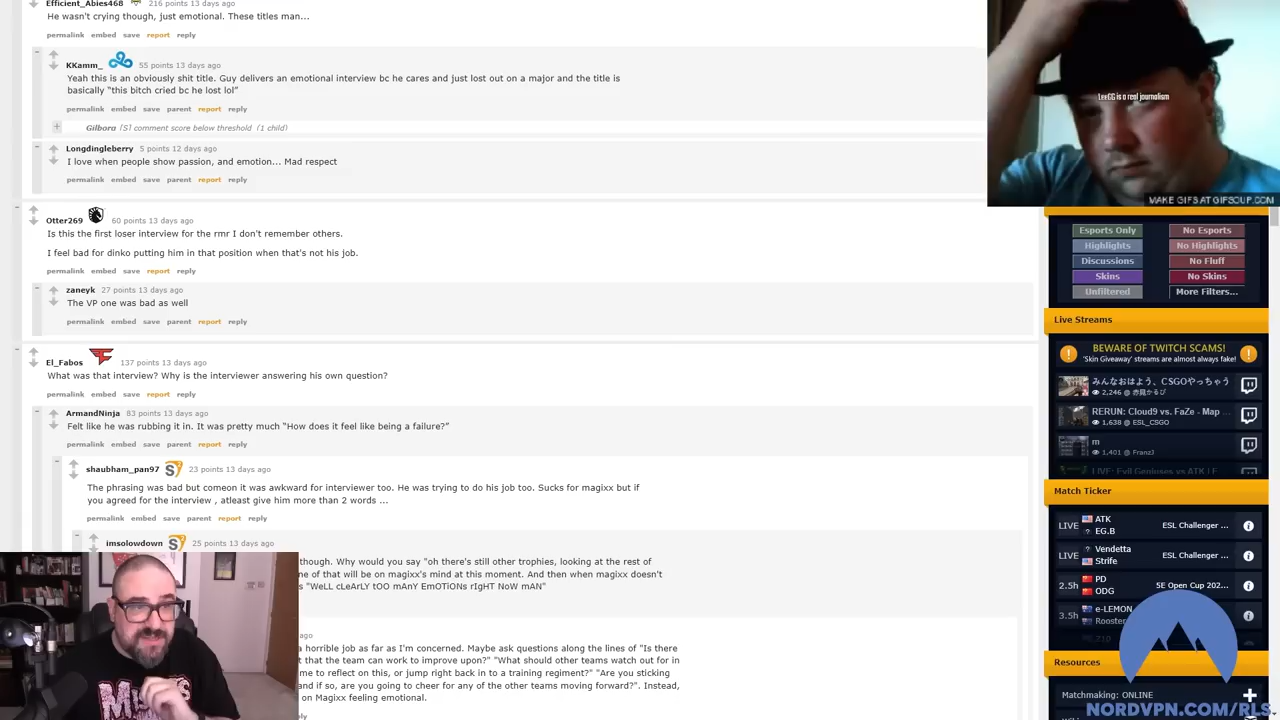 Efficient_Abies468 216 points 13 days ago
He wasn't crying though, just emotional. These titles man...
permalink embed save report reply
KKamm_ 55 points 13 days ago
Yeah this is an obviously shit title. Guy delivers an emotional interview bc he cares and just lost out on a major and the title is
basically “this bitch cried bc he lost lol”
permalink embed save parent report reply
Gilbora [S] comment score below threshold (1 child)
Longdingleberry 5 points 12 days ago
I love when people show passion, and emotion... Mad respect
permalink embed save parent report reply
Otter269 60 points 13 days ago
Is this the first loser interview for the rmr I don't remember others.
I feel bad for dinko putting him in that position when that's not his job.
permalink embed save report reply
zaneyk 27 points 13 days ago
The VP one was bad as well
permalink embed save parent report reply
El_Fabos 137 points 13 days ago
What was that interview? Why is the interviewer answering his own question?
permalink embed save report reply
ArmandNinja 83 points 13 days ago
Felt like he was rubbing it in. It was pretty much “How does it feel like being a failure?”
permalink embed save parent report reply
shaubham_pan97 23 points 13 days ago
The phrasing was bad but comeon it was awkward for interviewer too. He was trying to do his job too. Sucks for magixx but if
you agreed for the interview , atleast give him more than 2 words ...
permalink embed save parent report reply
imsolowdown 25 points 13 days ago
though. Why would you say "oh there's still other trophies, looking at the rest of
ne of that will be on magixx's mind at this moment. And then when magixx doesn't
s "WeLL cLeArLY tOO mAnY EmOTIONs rIgHT NoW mAN"
ago
a horrible job as far as I'm concerned. Maybe ask questions along the lines of "Is there
t that the team can work to improve upon?" "What should other teams watch out for in
me to reflect on this, or jump right back in to a training regiment?" "Are you sticking
and if so, are you going to cheer for any of the other teams moving forward?". Instead,
on Magixx feeling emotional.
ply
MAKE GIFS AT GIFSOUP.COM
Esports Only No Esports
Highlights No Highlights
Discussions No Fluff
Skins No Skins
Unfiltered More Filters...
Live Streams
BEWARE OF TWITCH SCAMS!
'Skin Giveaway' streams are almost always fake!
みんなおはよう、CSGOやっちゃう
2,246 @ 赤見かるび
RERUN: Cloud9 vs. FaZe - Map ...
1,638 @ ESL_CSGO
m
1,401 @ FranzJ
LIVE: Evil Geniuses vs ATK | E
Match Ticker
LIVE ATK EG.B ESL Challenger ...
LIVE Vendetta Strife ESL Challenger ...
2.5h PD ODG 5E Open Cup 202...
3.5h e-LEMON Rooster ESL Challenger ...
Resources
Matchmaking: ONLINE
NORDVPN.COM/RLS